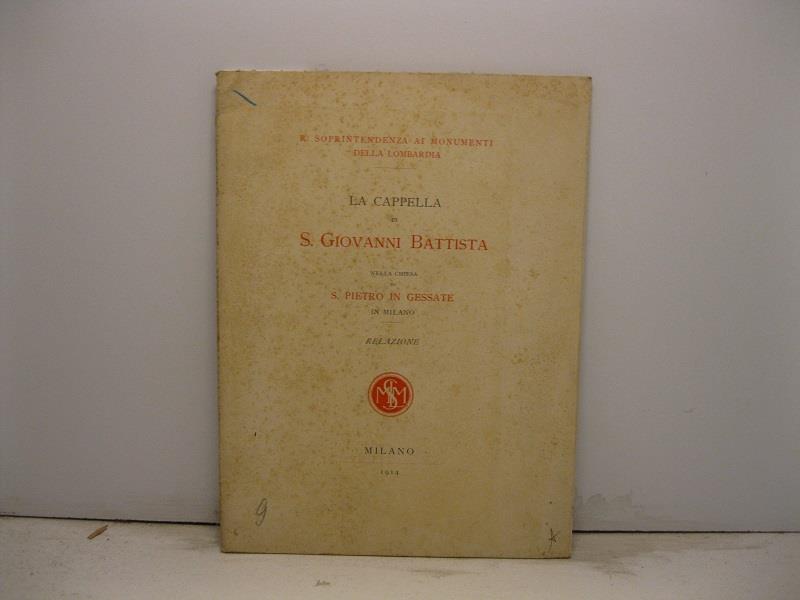 R. SOPRINTENDENZA AI MONUMENTI
DELLA LOMBARDIA
LA CAPPELLA
DI
S. GIOVANNI BATTISTA
NELLA CHIESA
DI
S. PIETRO IN GESSATE
IN MILANO
RELAZIONE
MILANO
1914
9